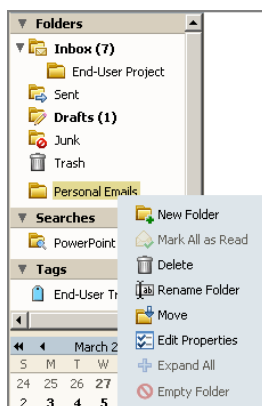 Folders
Inbox (7)
End-User Project
Sent
Drafts (1)
Junk
Trash
Personal Emails
New Folder
Searches
Mark All as Read
PowerPoint
Delete
Tags
Rename Folder
End-User Tr
Move
March 2
Edit Properties
S M T W
Expand All
24 25 26 27
Empty Folder
2 3 4 5